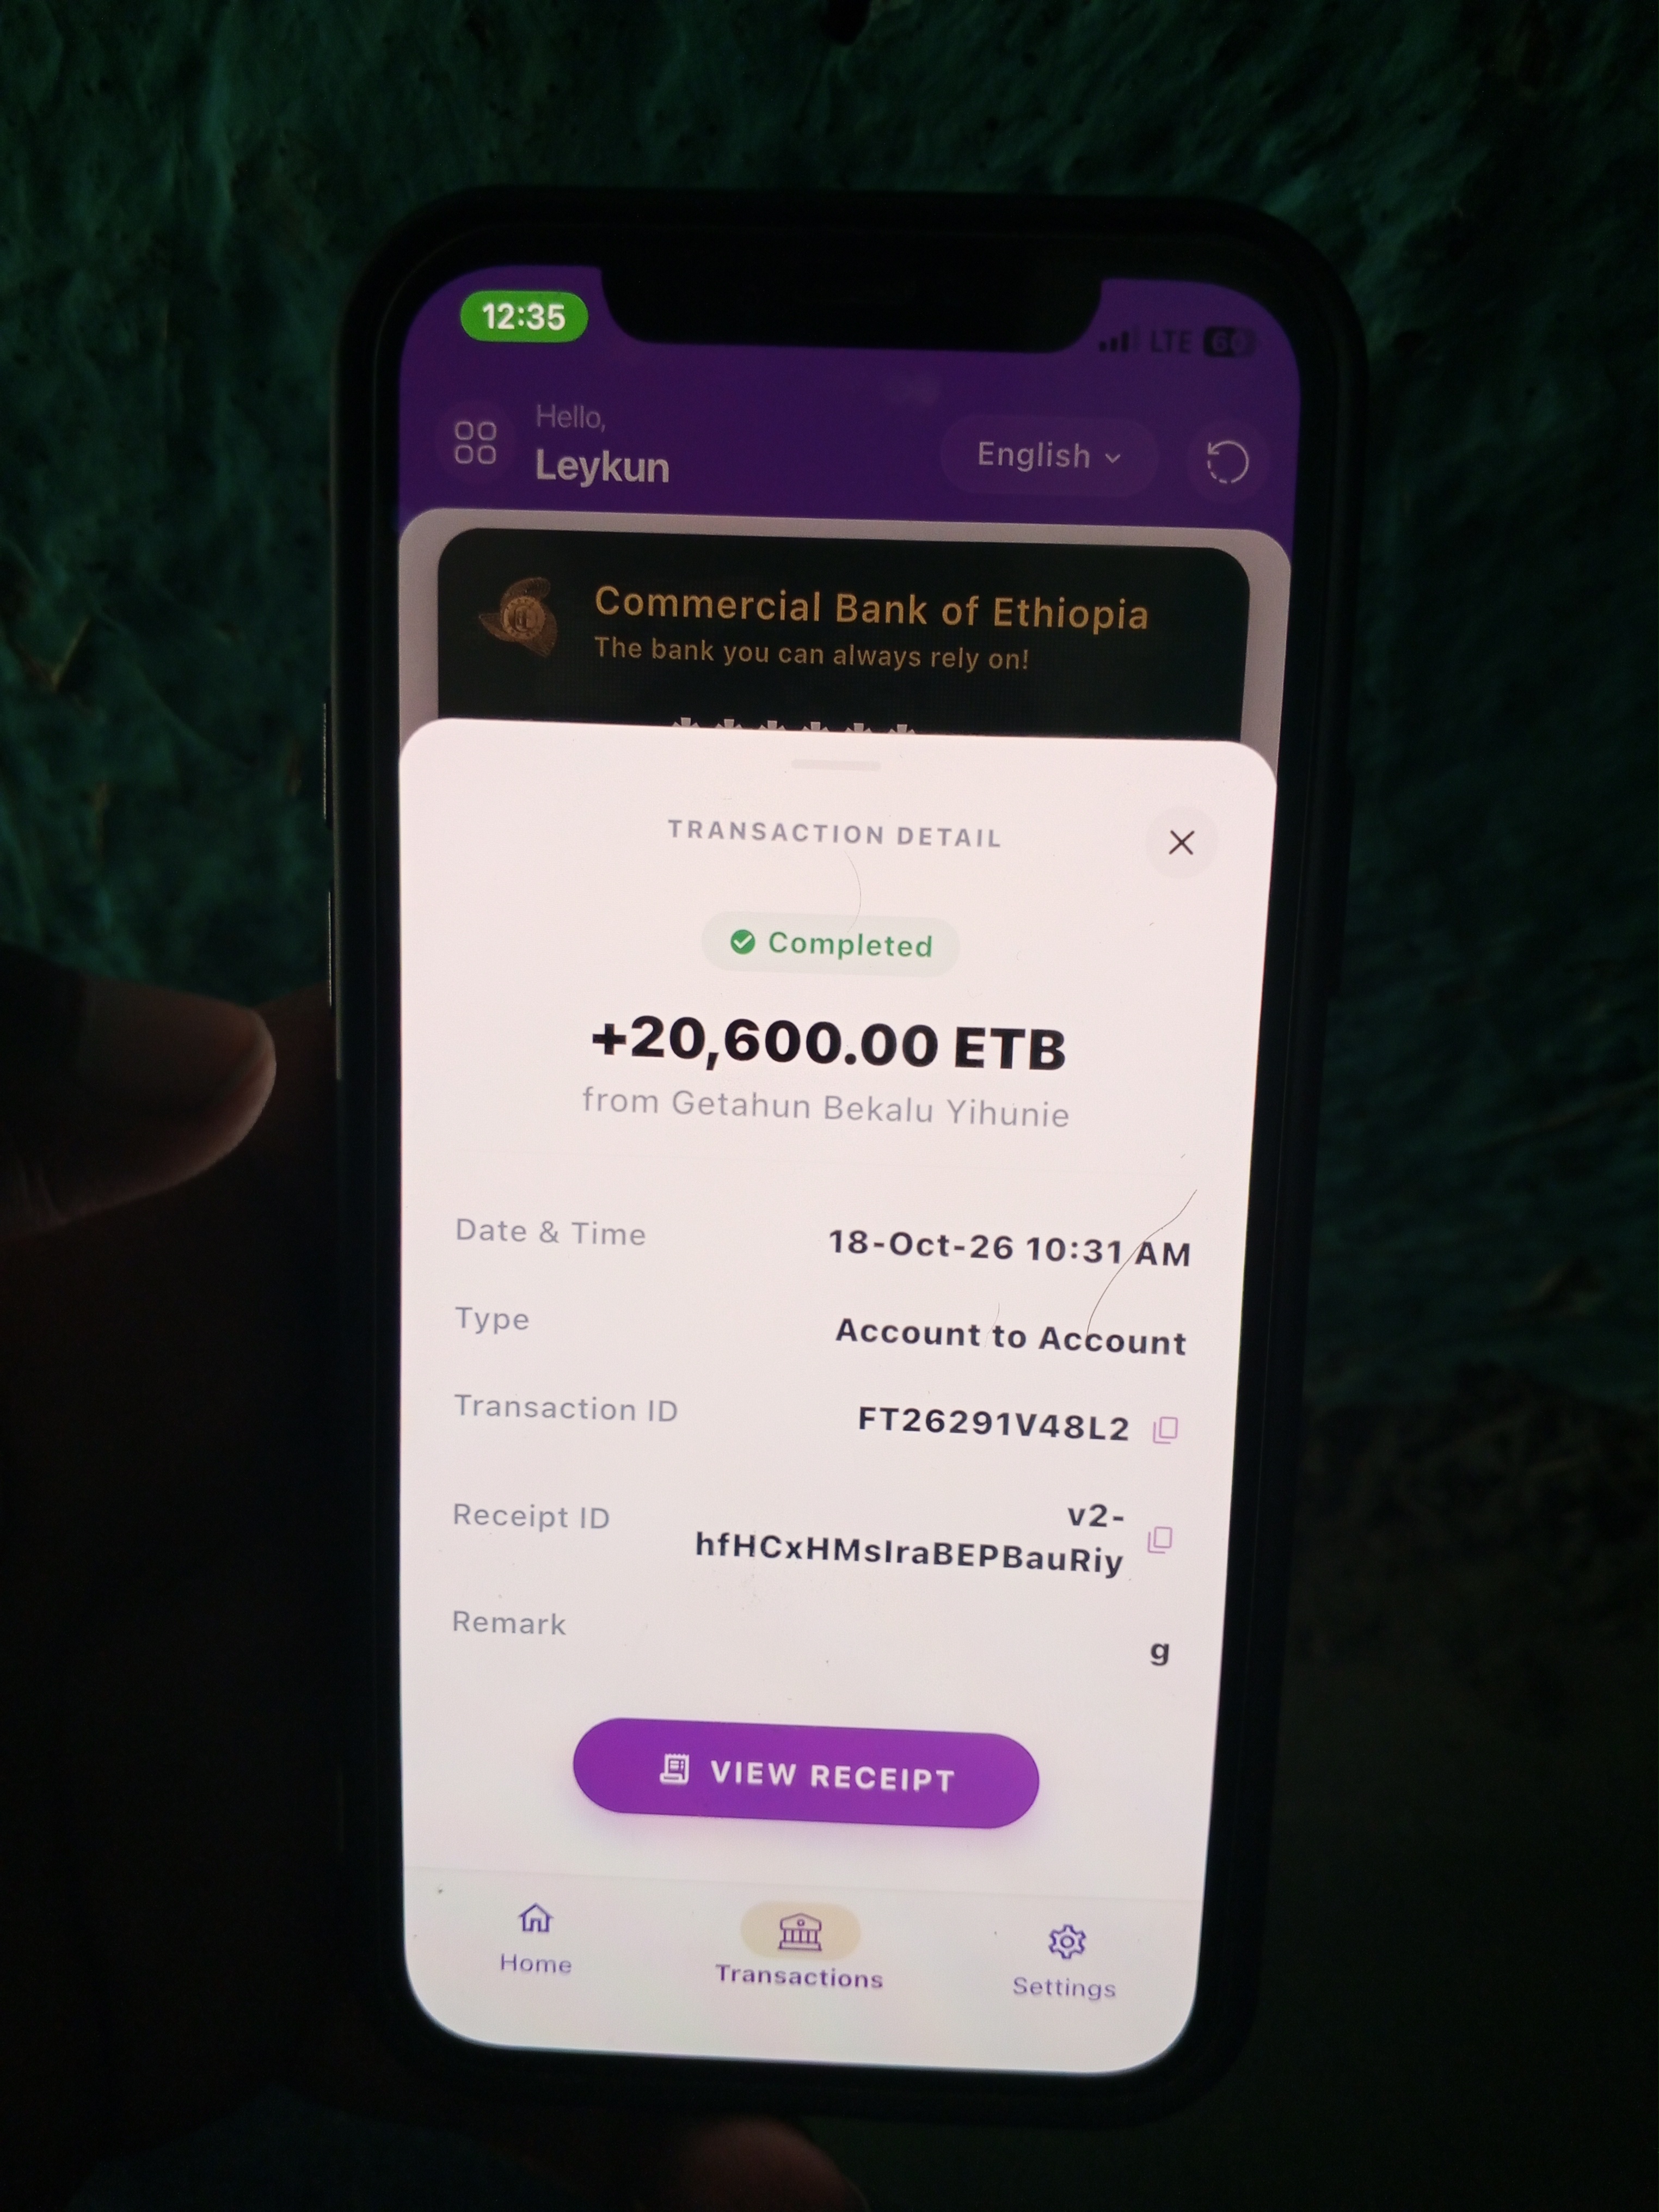 12:35
LTE 60
Hello,
Leykun
English
Commercial Bank of Ethiopia
The bank you can always rely on!
TRANSACTION DETAIL
Completed
+20,600.00 ETB
from Getahun Bekalu Yihunie
Date & Time
18-Oct-26 10:31 AM
Type
Account to Account
Transaction ID
FT26291V48L2
Receipt ID
v2-
hfHCxHMsIraBEPBauRiy
Remark
g
VIEW RECEIPT
Home
Transactions
Settings